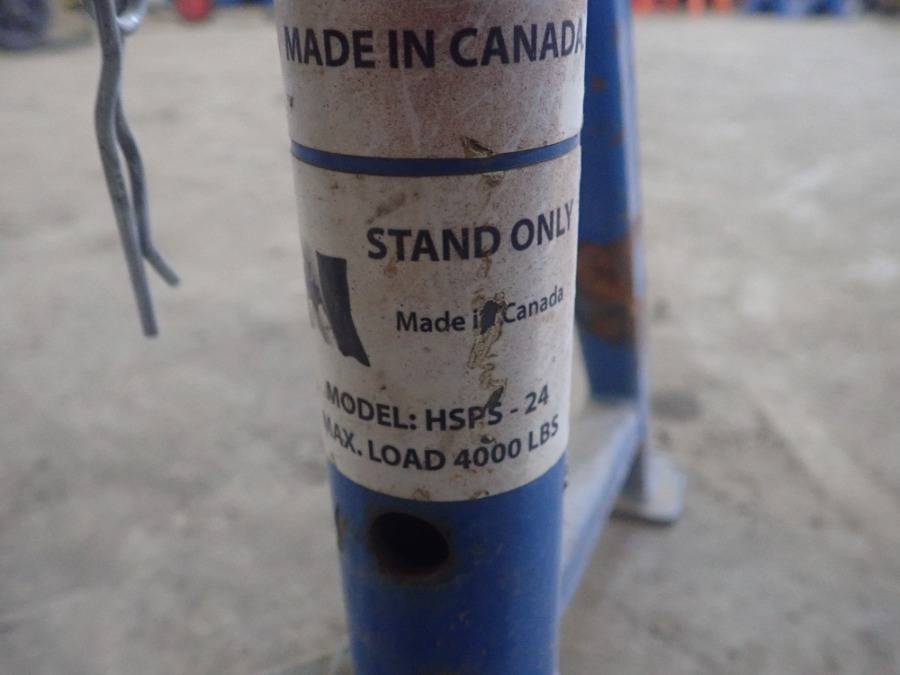 MADE IN CANADA
STAND ONLY
Made in Canada
MODEL: HSPS - 24
MAX. LOAD 4000 LBS